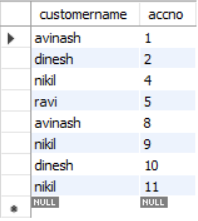 customername accno
avinash 1
dinesh 2
nikil 4
ravi 5
avinash 8
nikil 9
dinesh 10
nikil 11
NULL NULL